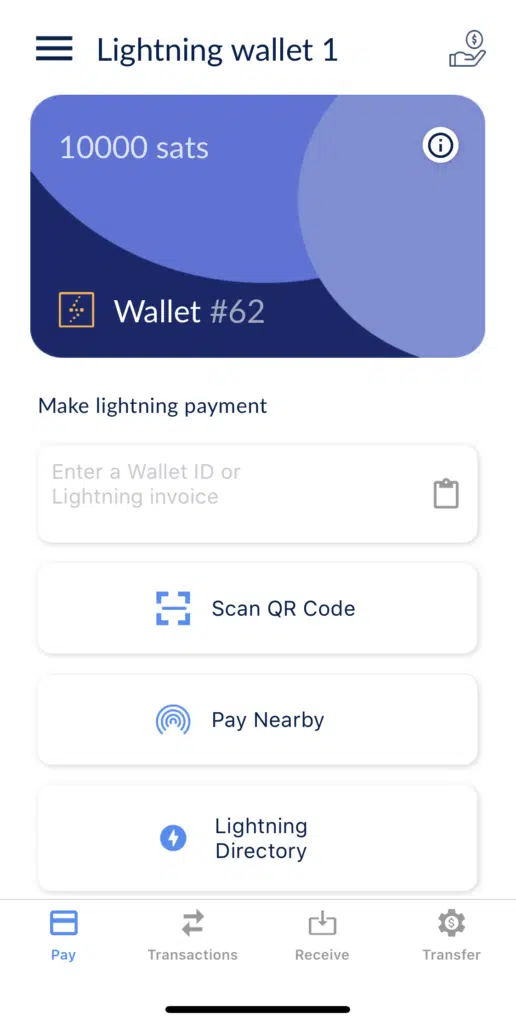 Lightning wallet 1
$
10000 sats
Wallet #62
Make lightning payment
Enter a Wallet ID or
Lightning invoice
Scan QR Code
Pay Nearby
Lightning
Directory
$
Pay
Transactions
Receive
Transfer